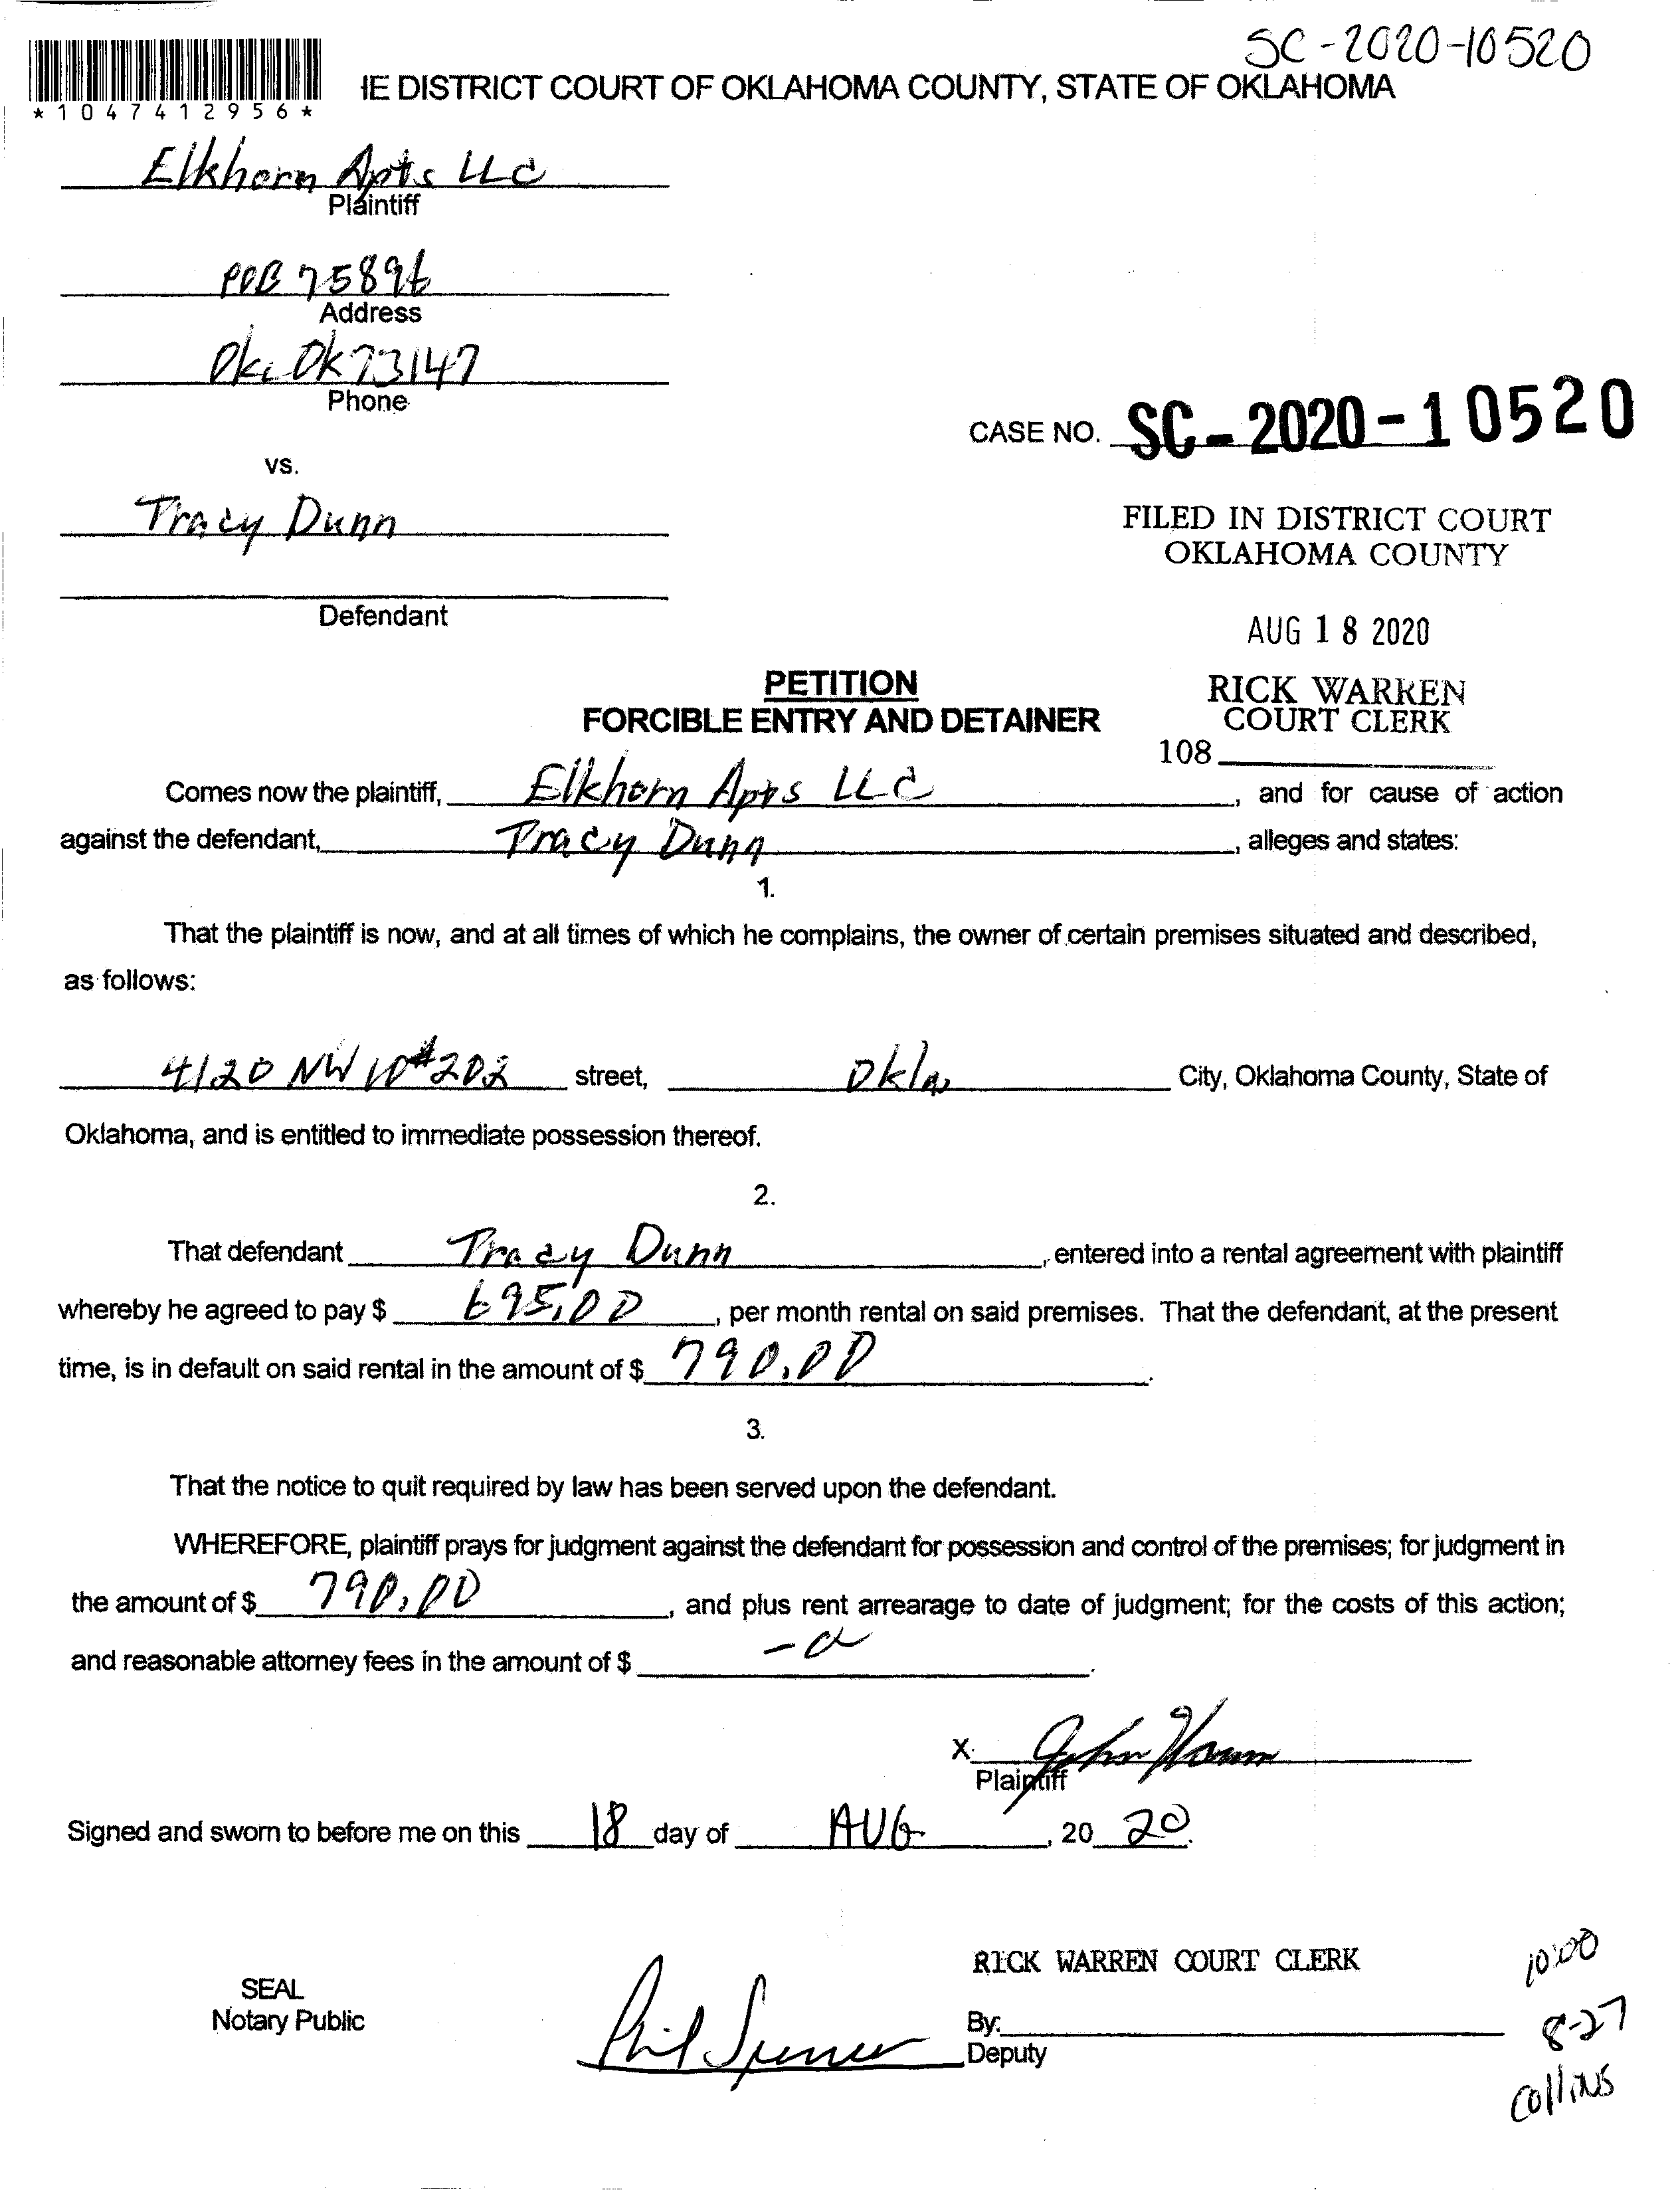 SC-2020-10520
*1047412956*
IE DISTRICT COURT OF OKLAHOMA COUNTY, STATE OF OKLAHOMA
Elkhorn Apts LLC
Plaintiff
POB 75896
Address
Okc Ok 73147
Phone
CASE NO. SC-2020-10520
vs.
Tracy Dunn
FILED IN DISTRICT COURT
OKLAHOMA COUNTY
Defendant
AUG 18 2020
PETITION
FORCIBLE ENTRY AND DETAINER
RICK WARREN
COURT CLERK
108
Comes now the plaintiff, Elkhorn Apts LLC, and for cause of action
against the defendant, Tracy Dunn, alleges and states:
1.
That the plaintiff is now, and at all times of which he complains, the owner of certain premises situated and described,
as follows:
4120 NW 10 #202 street, Okla City, Oklahoma County, State of
Oklahoma, and is entitled to immediate possession thereof.
2.
That defendant Tracy Dunn, entered into a rental agreement with plaintiff
whereby he agreed to pay $ 695.00, per month rental on said premises. That the defendant, at the present
time, is in default on said rental in the amount of $ 790.00.
3.
That the notice to quit required by law has been served upon the defendant.
WHEREFORE, plaintiff prays for judgment against the defendant for possession and control of the premises; for judgment in
the amount of $ 790.00, and plus rent arrearage to date of judgment; for the costs of this action;
and reasonable attorney fees in the amount of $
X John
Plaintiff
Signed and sworn to before me on this 18 day of AUG, 20 20.
RICK WARREN COURT CLERK
10:00
SEAL
Notary Public
Phil Spencer
By:
Deputy
8-27
Collins